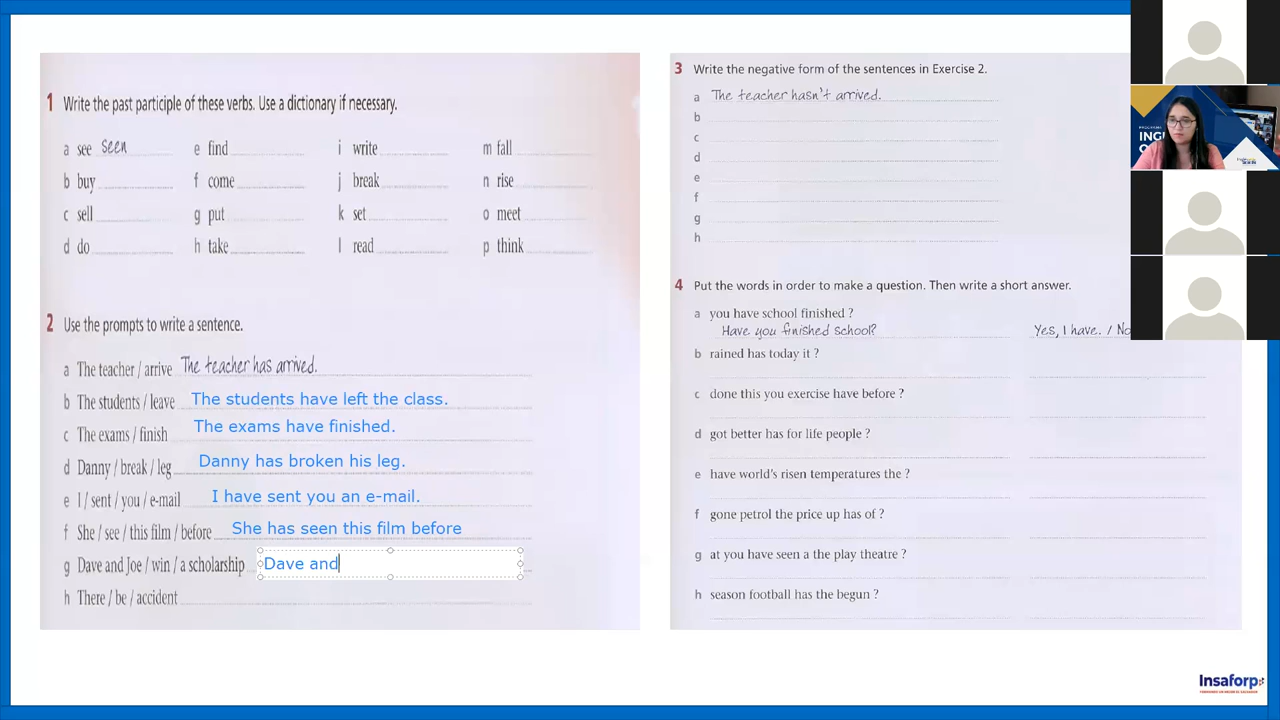 1 Write the past participle of these verbs. Use a dictionary if necessary.
a see seen e find i write m fall
b buy f come j break n rise
c sell g put k set o meet
d do h take l read p think
2 Use the prompts to write a sentence.
a The teacher / arrive The teacher has arrived.
b The students / leave The students have left the class.
c The exams / finish The exams have finished.
d Danny / break / leg Danny has broken his leg.
e I / sent / you / e-mail I have sent you an e-mail.
f She / see / this film / before She has seen this film before
g Dave and Joe / win / a scholarship Dave and
h There / be / accident
3 Write the negative form of the sentences in Exercise 2.
a The teacher hasn't arrived.
b
c
d
e
f
g
h
4 Put the words in order to make a question. Then write a short answer.
a you have school finished ?
Have you finished school? Yes, I have. / No
b rained has today it ?
c done this you exercise have before ?
d got better has for life people ?
e have world's risen temperatures the ?
f gone petrol the price up has of ?
g at you have seen a the play theatre ?
h season football has the begun ?
Insaforp